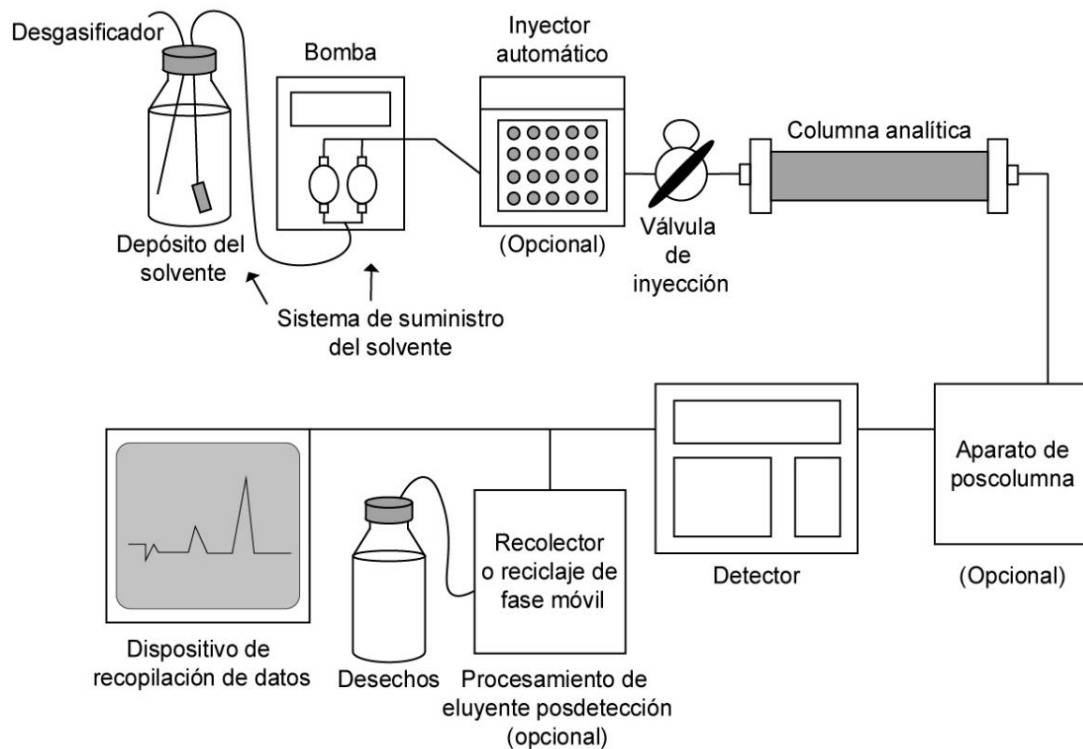 Desgasificador
Bomba
Inyector
automático
Columna analítica
Depósito del
solvente
(Opcional)
Válvula
de
inyección
Sistema de suministro
del solvente
Aparato de
poscolumna
(Opcional)
Detector
Recolector
o reciclaje de
fase móvil
Dispositivo de
recopilación de datos
Desechos
Procesamiento de
eluyente posdetección
(opcional)